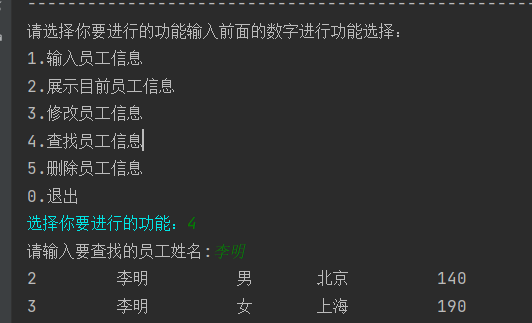 请选择你要进行的功能输入前面的数字进行功能选择:
1.输入员工信息
2.展示目前员工信息
3.修改员工信息
4.查找员工信息
5.删除员工信息
0.退出
选择你要进行的功能：4
请输入要查找的员工姓名:李明
2 李明 男 北京 140
3 李明 女 上海 190